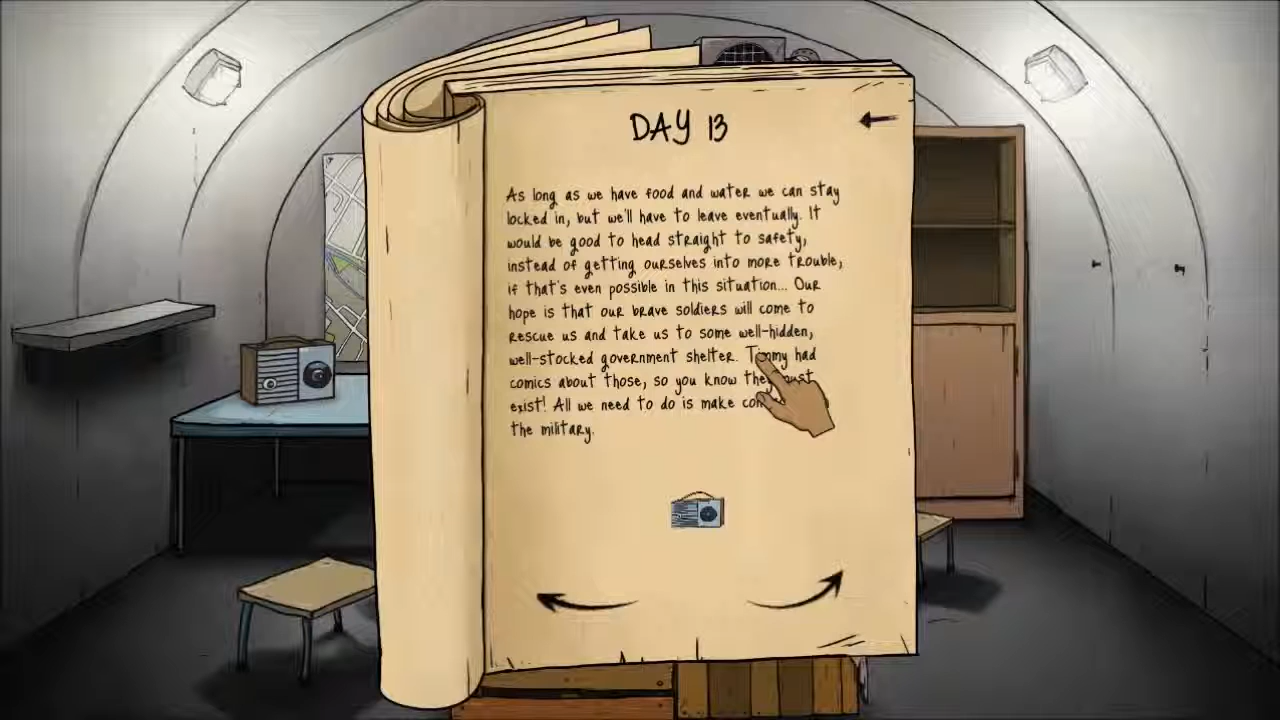 DAY 13
As long as we have food and water we can stay
locked in, but we'll have to leave eventually. It
would be good to head straight to safety,
instead of getting ourselves into more trouble,
if that's even possible in this situation... Our
hope is that our brave soldiers will come to
rescue us and take us to some well-hidden,
well-stocked government shelter. Timmy had
comics about those, so you know they must
exist! All we need to do is make
the military.